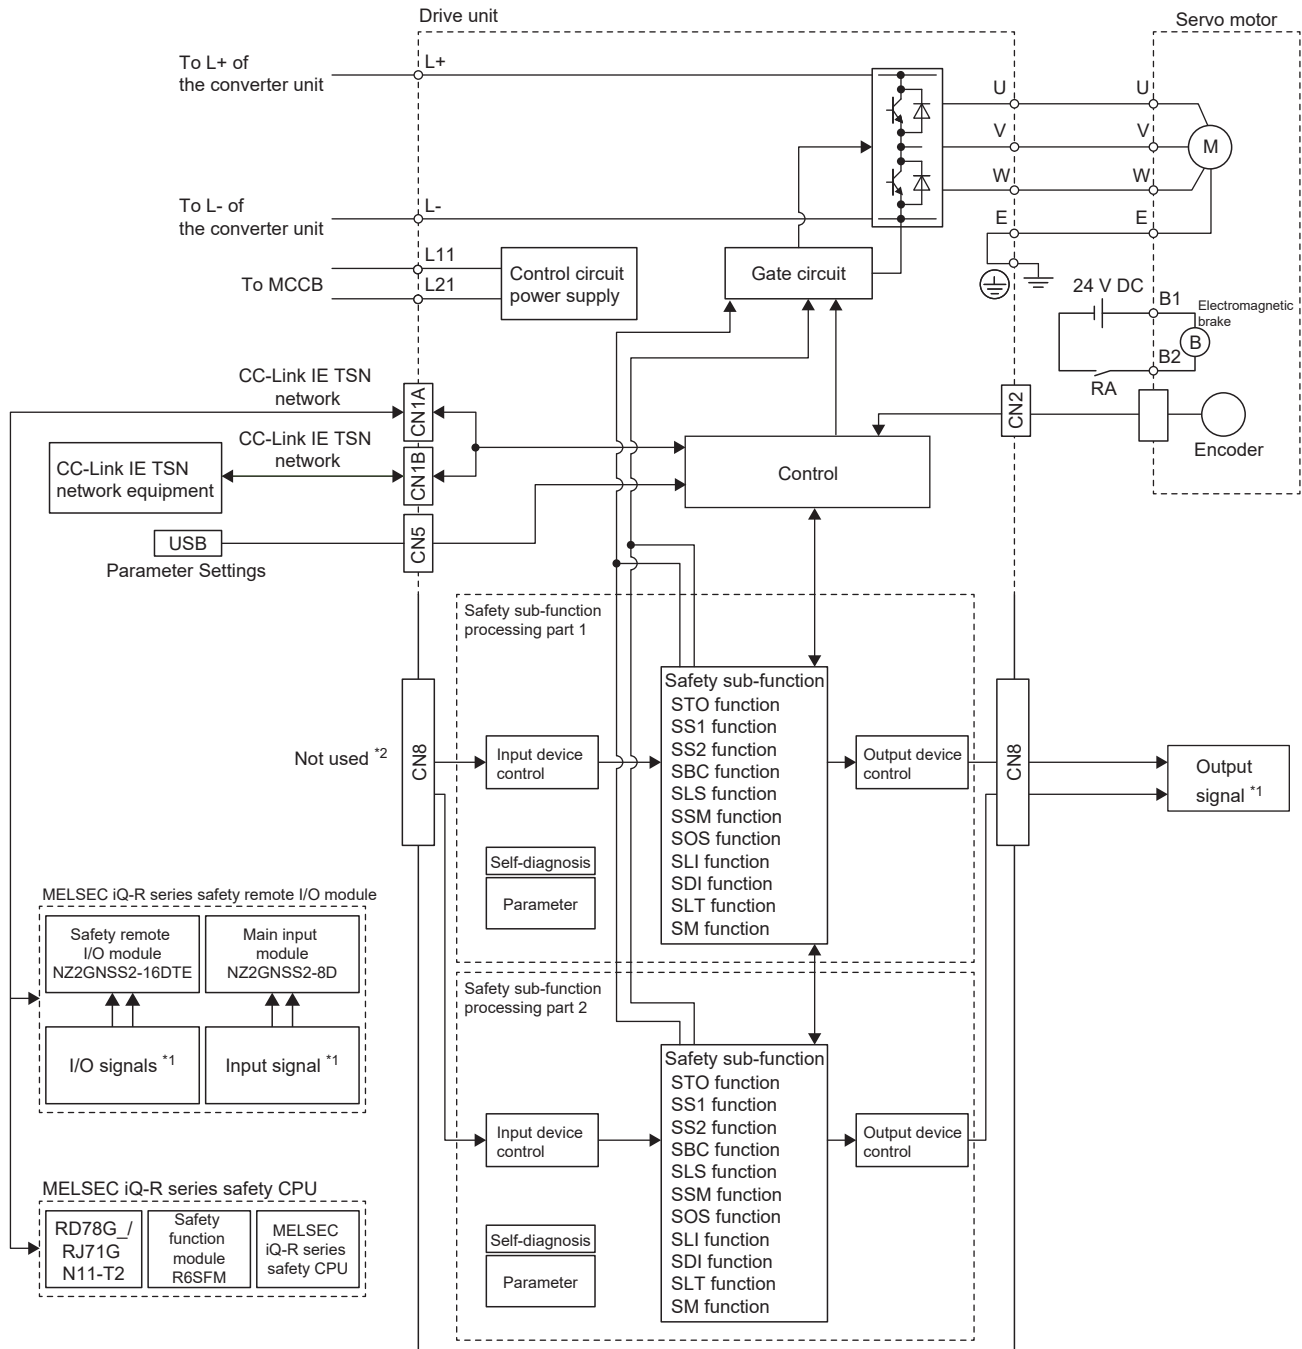 Drive unit
Servo motor
To L+ of
the converter unit
L+
U
U
V
V
M
W
W
To L- of
the converter unit
L-
E
E
L11
To MCCB
L21
Control circuit
power supply
Gate circuit
24 V DC
B1
Electromagnetic
brake
B
B2
RA
CC-Link IE TSN
network
CN1A
CN2
CC-Link IE TSN
network
CN1B
CC-Link IE TSN
network equipment
Control
Encoder
CN5
USB
Parameter Settings
Safety sub-function
processing part 1
Safety sub-function
STO function
SS1 function
SS2 function
SBC function
SLS function
SSM function
SOS function
SLI function
SDI function
SLT function
SM function
Not used *2
CN8
Input device
control
Output device
control
CN8
Output
signal *1
Self-diagnosis
Parameter
MELSEC iQ-R series safety remote I/O module
Safety remote
I/O module
NZ2GNSS2-16DTE
Main input
module
NZ2GNSS2-8D
I/O signals *1
Input signal *1
Safety sub-function
processing part 2
Safety sub-function
STO function
SS1 function
SS2 function
SBC function
SLS function
SSM function
SOS function
SLI function
SDI function
SLT function
SM function
Input device
control
Output device
control
Self-diagnosis
Parameter
MELSEC iQ-R series safety CPU
RD78G_/
RJ71G
N11-T2
Safety
function
module
R6SFM
MELSEC
iQ-R series
safety CPU